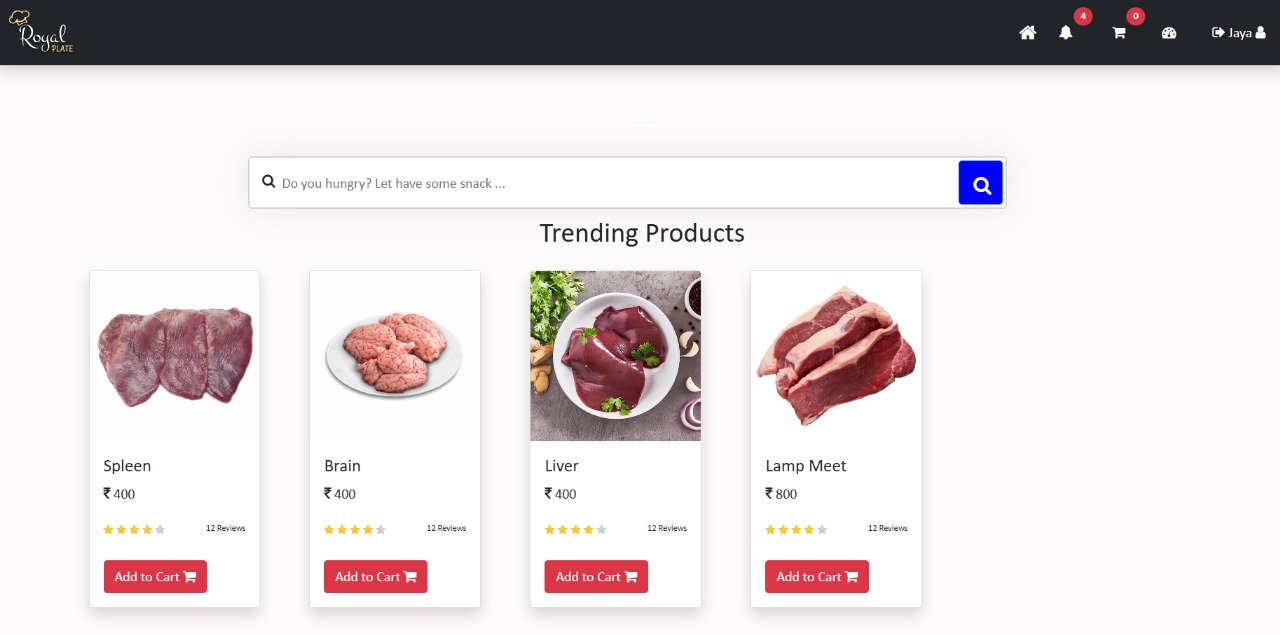 Royal
PLATE
4
0
Jaya
Do you hungry? Let have some snack ...
Trending Products
Spleen
₹ 400
12 Reviews
Add to Cart
Brain
₹ 400
12 Reviews
Add to Cart
Liver
₹ 400
12 Reviews
Add to Cart
Lamp Meet
₹ 800
12 Reviews
Add to Cart